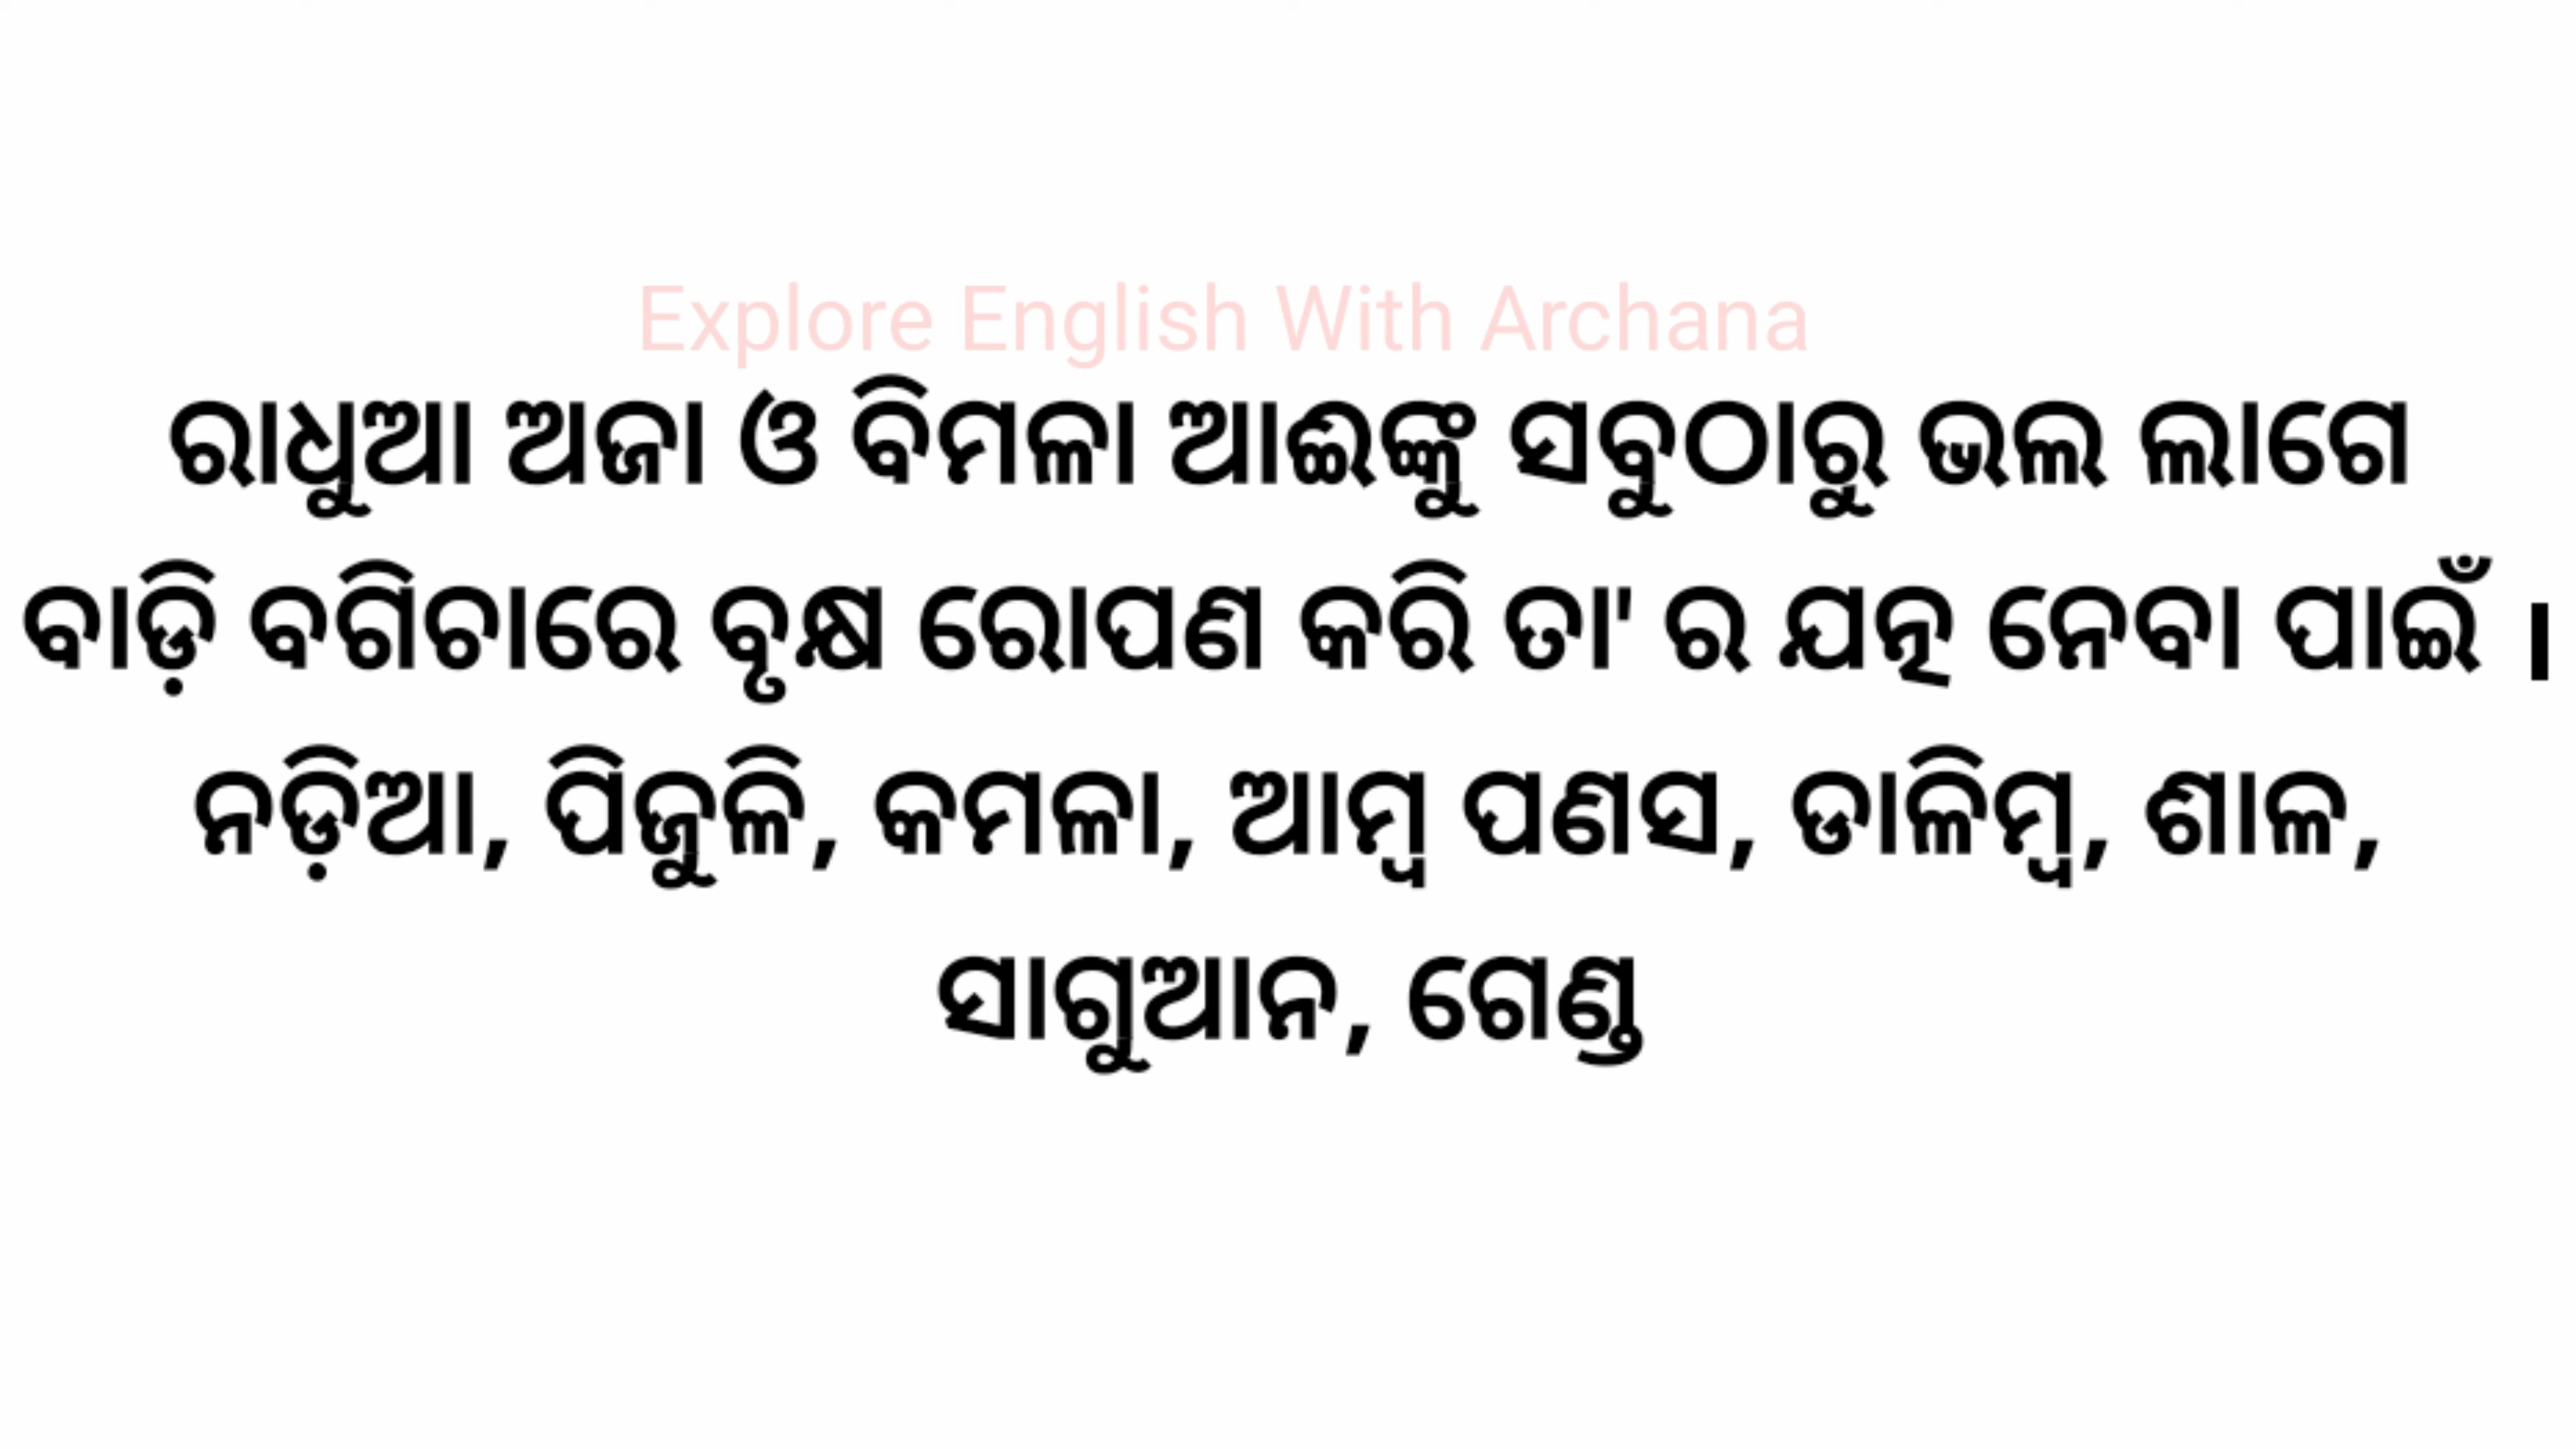 Explore English With Archana
ରାଧୁଆ ଅଜା ଓ ବିମଳା ଆଈଙ୍କୁ ସବୁଠାରୁ ଭଲ ଲାଗେ
ବାଡ଼ି ବଗିଚାରେ ବୃକ୍ଷ ରୋପଣ କରି ତା' ର ଯତ୍ନ ନେବା ପାଇଁ ।
ନଡ଼ିଆ, ପିଜୁଳି, କମଳା, ଆମ୍ବ ପଣସ, ଡାଳିମ୍ବ, ଶାଳ,
ସାଗୁଆନ, ଗେଣ୍ଡ